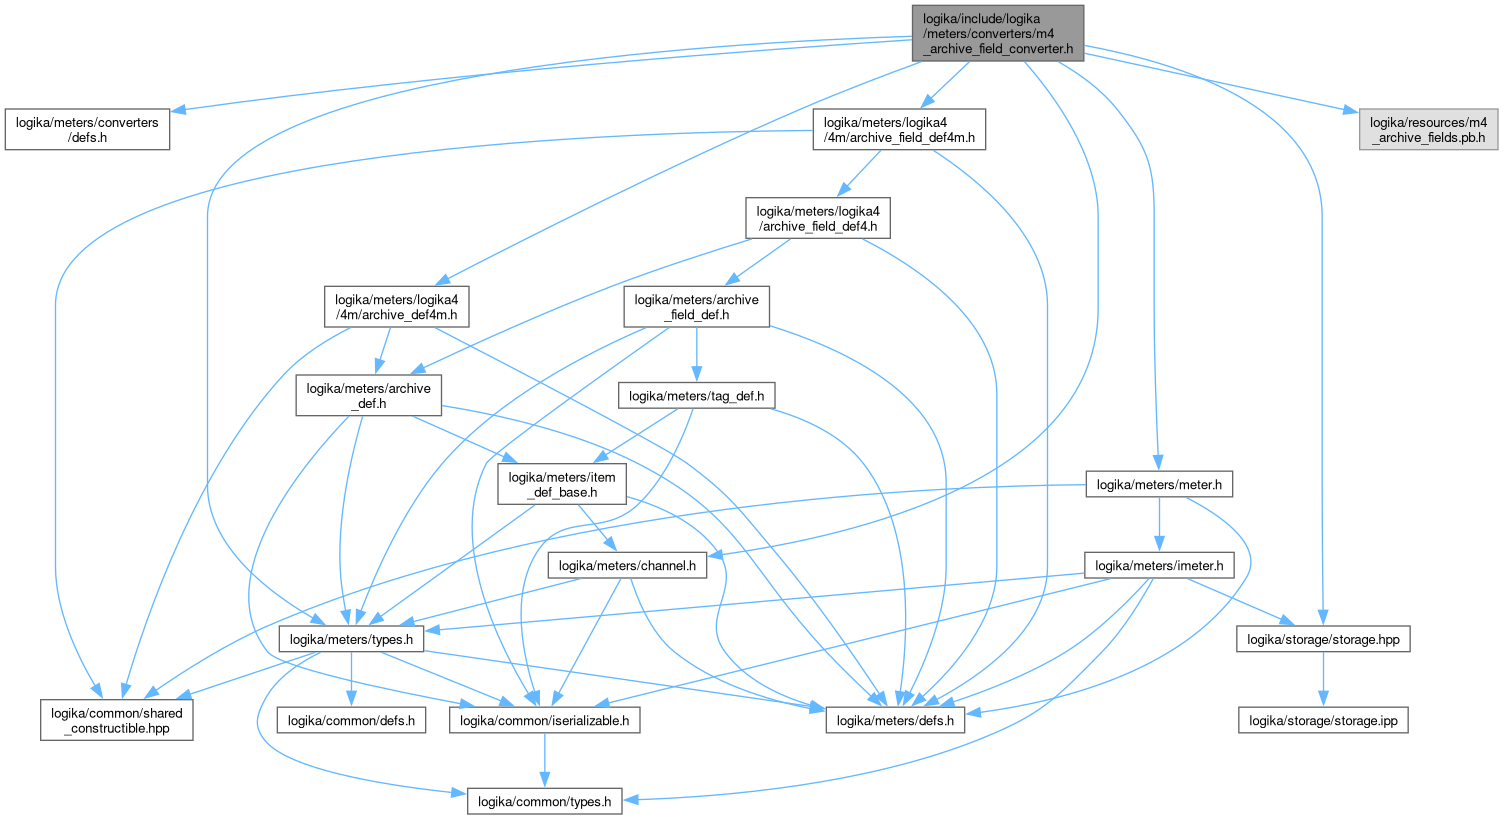 logika/include/logika
/meters/converters/m4
_archive_field_converter.h
logika/meters/converters
/defs.h
logika/meters/logika4
/4m/archive_field_def4m.h
logika/resources/m4
_archive_fields.pb.h
logika/meters/logika4
/archive_field_def4.h
logika/meters/logika4
/4m/archive_def4m.h
logika/meters/archive
_field_def.h
logika/meters/archive
_def.h
logika/meters/tag_def.h
logika/meters/item
_def_base.h
logika/meters/meter.h
logika/meters/channel.h
logika/meters/imeter.h
logika/meters/types.h
logika/storage/storage.hpp
logika/common/shared
_constructible.hpp
logika/common/defs.h
logika/common/iserializable.h
logika/meters/defs.h
logika/storage/storage.ipp
logika/common/types.h